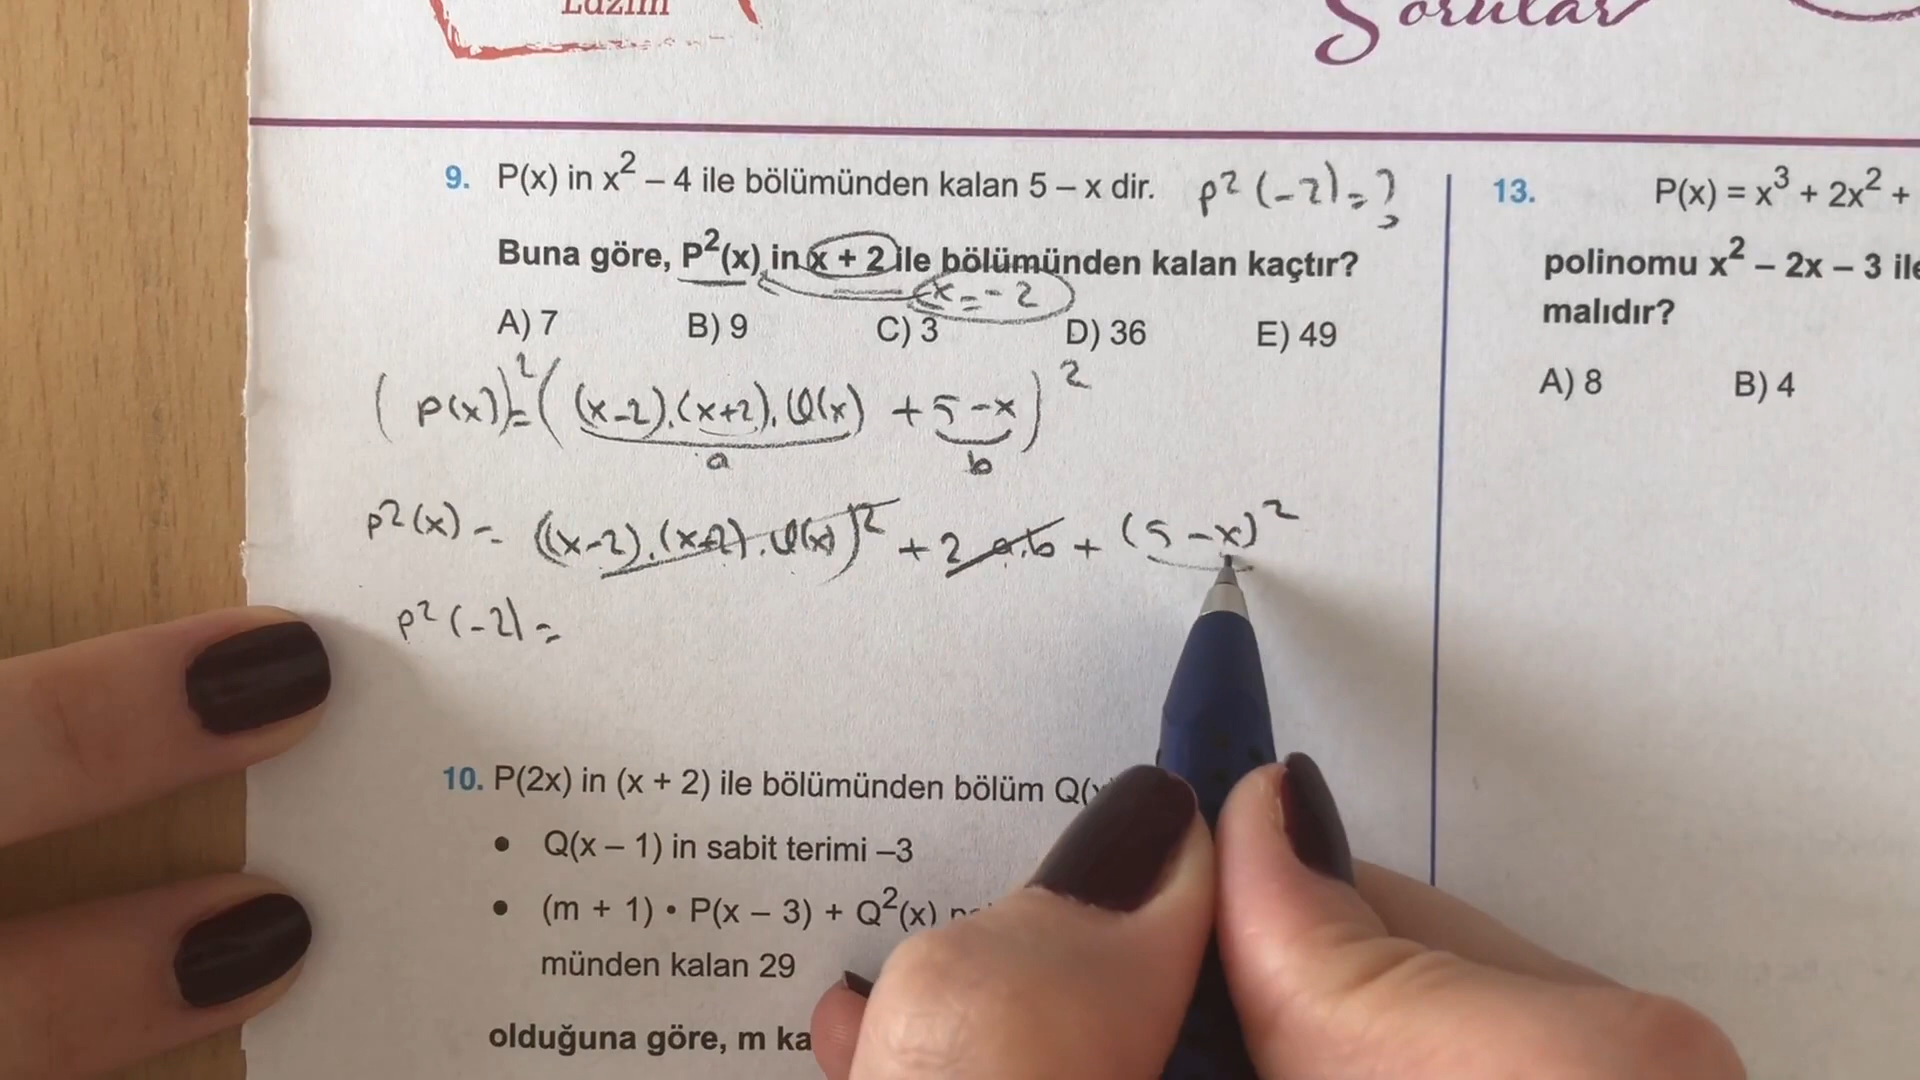 Lazım
Sorular
9. P(x) in x² – 4 ile bölümünden kalan 5 – x dir. P²(-2)=?
Buna göre, P²(x) in x + 2 ile bölümünden kalan kaçtır?
x=-2
A) 7 B) 9 C) 3 D) 36 E) 49
(P(x))²=((x-2).(x+2).Q(x) + 5-x)²
a b
P²(x) = ((x-2).(x+2).Q(x))² + 2a.b + (5-x)²
P²(-2) =
10. P(2x) in (x + 2) ile bölümünden bölüm
• Q(x – 1) in sabit terimi –3
• (m + 1) • P(x – 3) + Q²(x)
münden kalan 29
olduğuna göre, m
13. P(x) = x³ + 2x² +
polinomu x² – 2x – 3
malıdır?
A) 8 B) 4